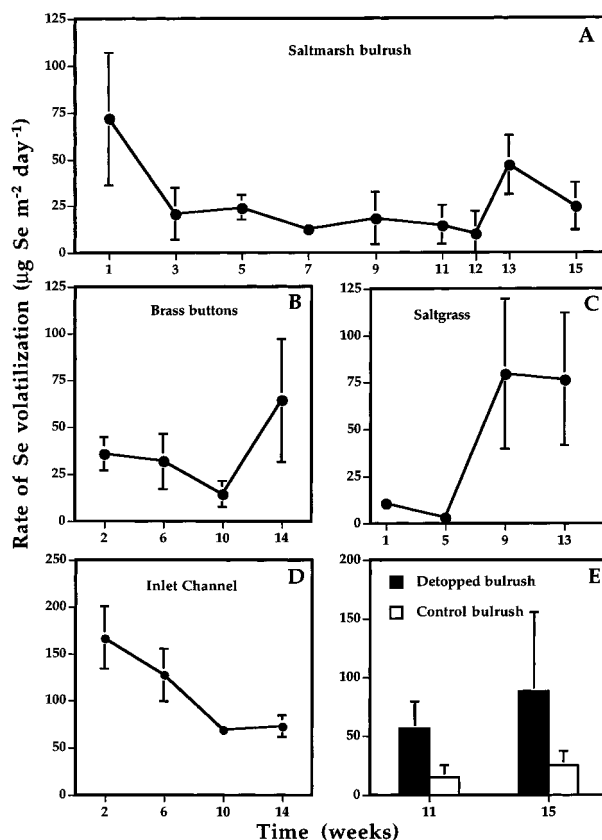 Rate of Se volatilization (µg Se m⁻² day⁻¹)
A
Saltmarsh bulrush
125
100
75
50
25
0
1 3 5 7 9 11 12 13 15
B
Brass buttons
125
100
75
50
25
0
2 6 10 14
C
Saltgrass
125
100
75
50
25
0
1 5 9 13
D
Inlet Channel
250
200
150
100
50
0
2 6 10 14
E
Detopped bulrush
Control bulrush
200
150
100
50
0
11 15
Time (weeks)